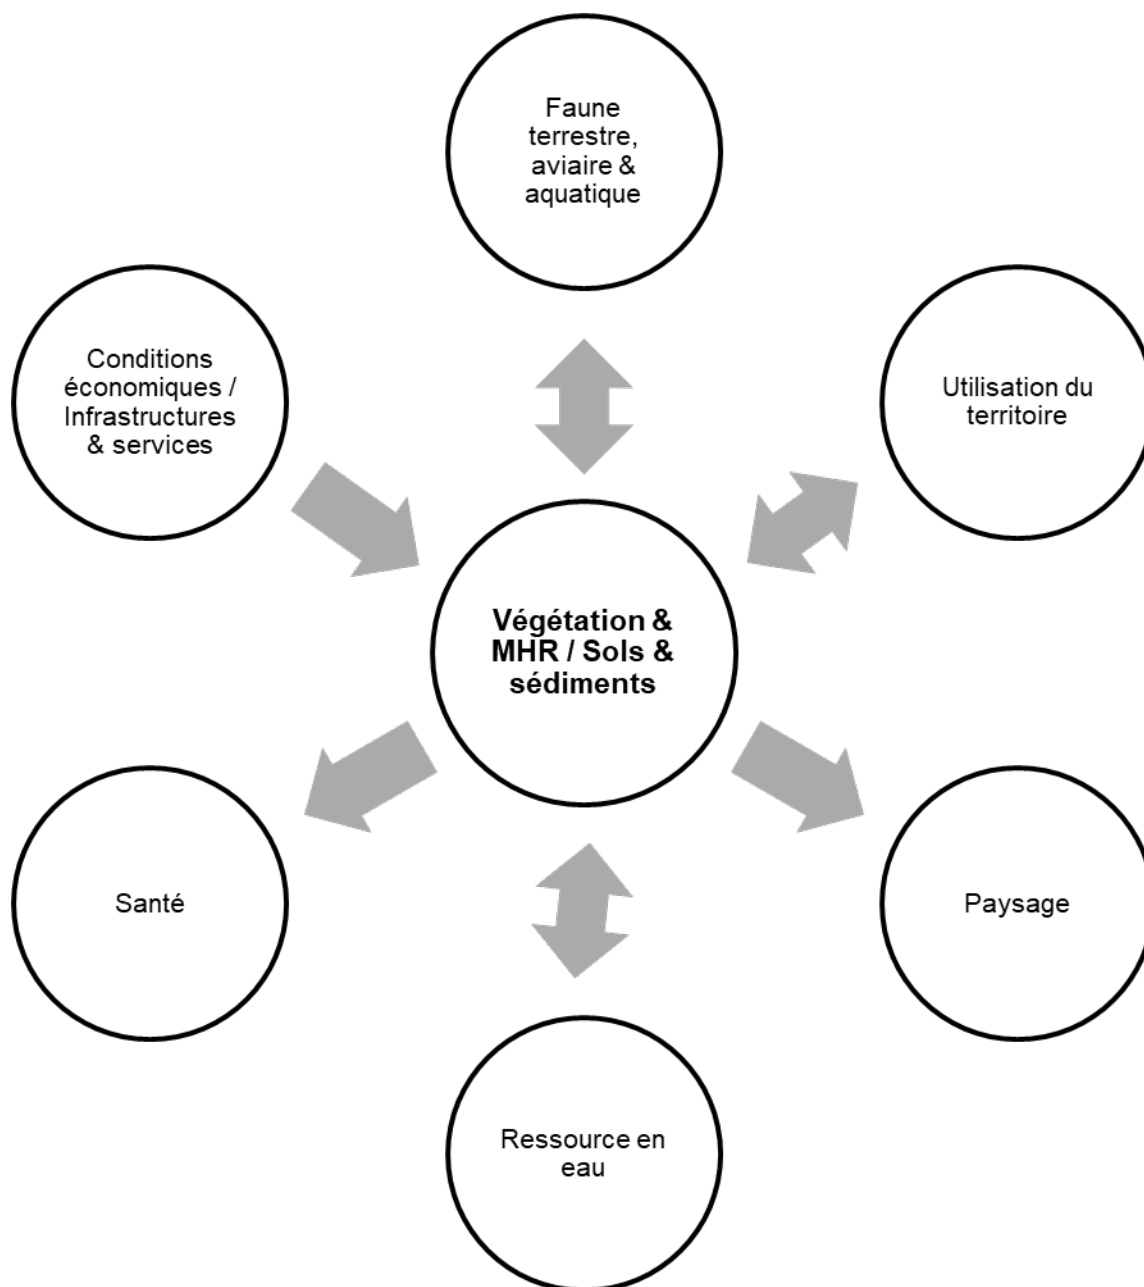 Faune
terrestre,
aviaire &
aquatique
Conditions
économiques /
Infrastructures
& services
Utilisation du
territoire
Végétation &
MHR / Sols &
sédiments
Santé
Paysage
Ressource en
eau